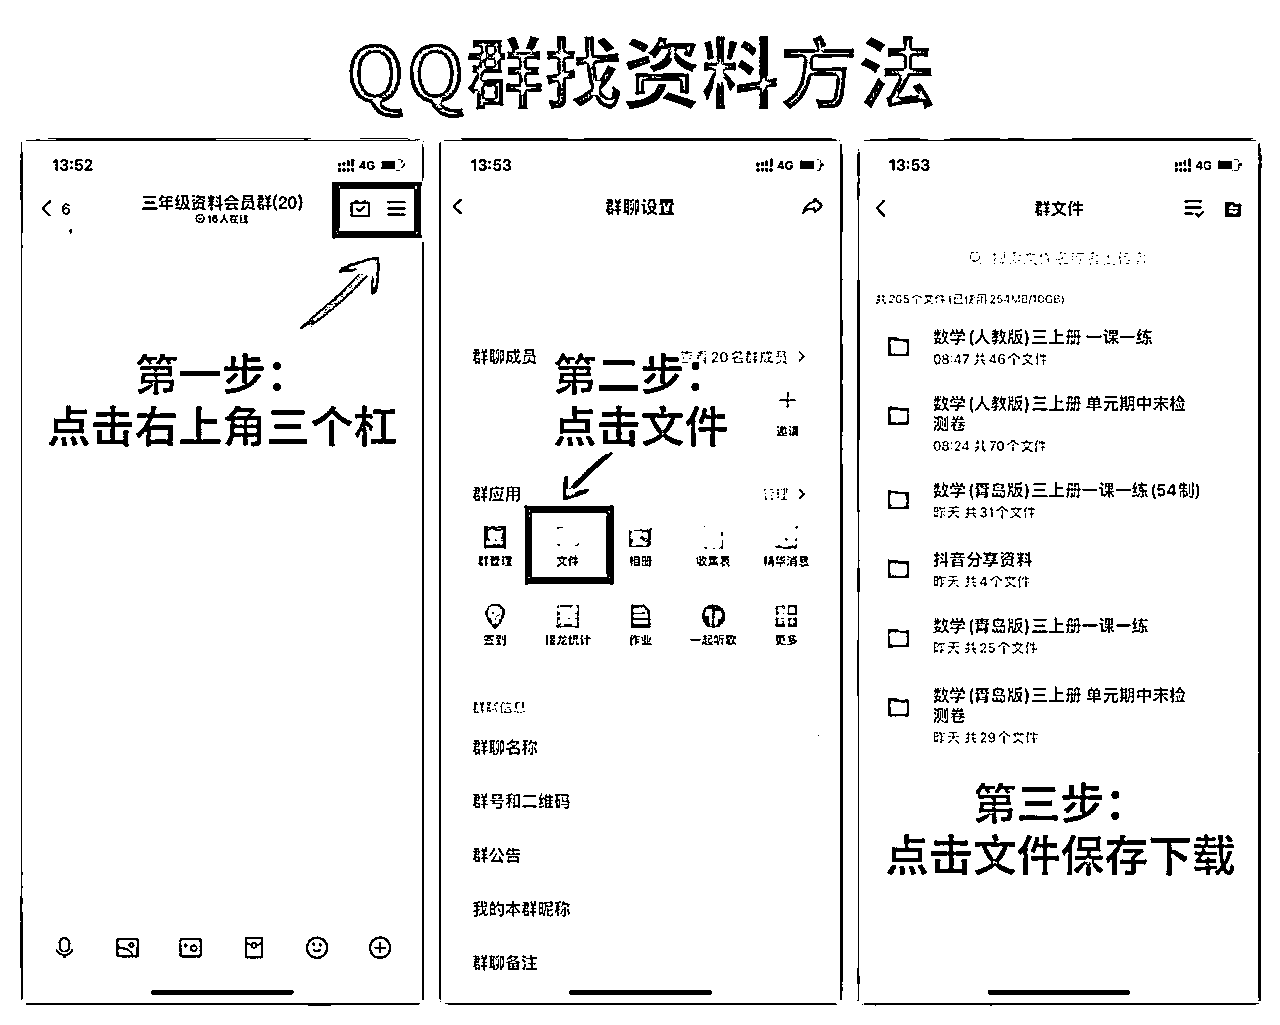 QQ群找资料方法
13:52
4G
6
三年级资料会员群(20)
16人在线
第一步：
点击右上角三个杠
13:53
4G
群聊设置
群聊成员
查看20名群成员
第二步：
点击文件
邀请
群应用
管理
群管理
文件
相册
收集表
精华消息
签到
接龙统计
作业
一起听歌
更多
群聊信息
群聊名称
群号和二维码
群公告
我的本群昵称
群聊备注
13:53
4G
群文件
共265个文件(已使用254MB/10GB)
数学(人教版)三上册 一课一练
08:47 共46个文件
数学(人教版)三上册 单元期中末检
测卷
08:24 共70个文件
数学(青岛版)三上册一课一练(54制)
昨天 共31个文件
抖音分享资料
昨天 共4个文件
数学(青岛版)三上册一课一练
昨天 共25个文件
数学(青岛版)三上册 单元期中末检
测卷
昨天 共29个文件
第三步：
点击文件保存下载